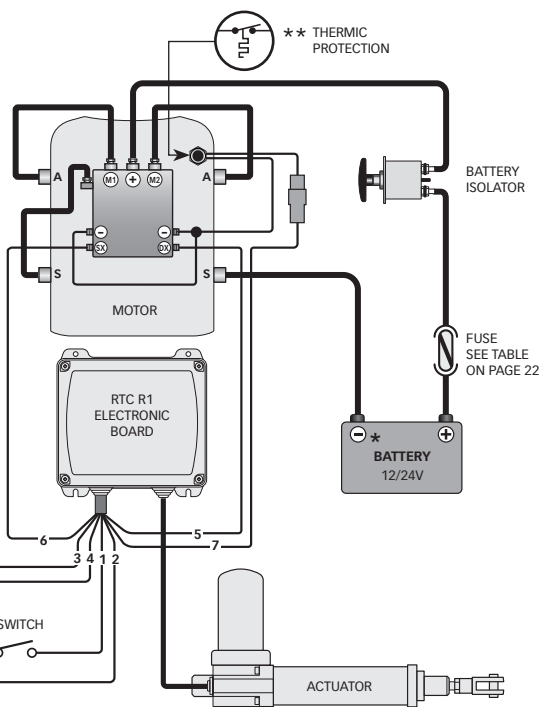 ** THERMIC
PROTECTION
A
M1
+
M2
A
BATTERY
ISOLATOR
-
-
SX
DX
S
S
MOTOR
FUSE
SEE TABLE
ON PAGE 22
RTC R1
ELECTRONIC
BOARD
- * +
BATTERY
12/24V
6
5
7
3 4 1 2
SWITCH
ACTUATOR